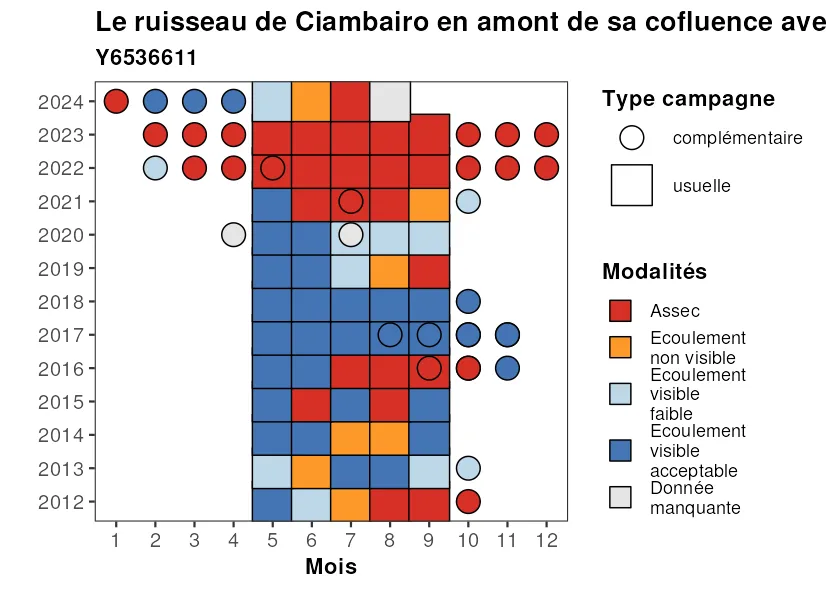 Le ruisseau de Ciambairo en amont de sa cofluence ave
Y6536611
2024
2023
2022
2021
2020
2019
2018
2017
2016
2015
2014
2013
2012
1 2 3 4 5 6 7 8 9 10 11 12
Mois
Type campagne
complémentaire
usuelle
Modalités
Assec
Ecoulement
non visible
Ecoulement
visible
faible
Ecoulement
visible
acceptable
Donnée
manquante